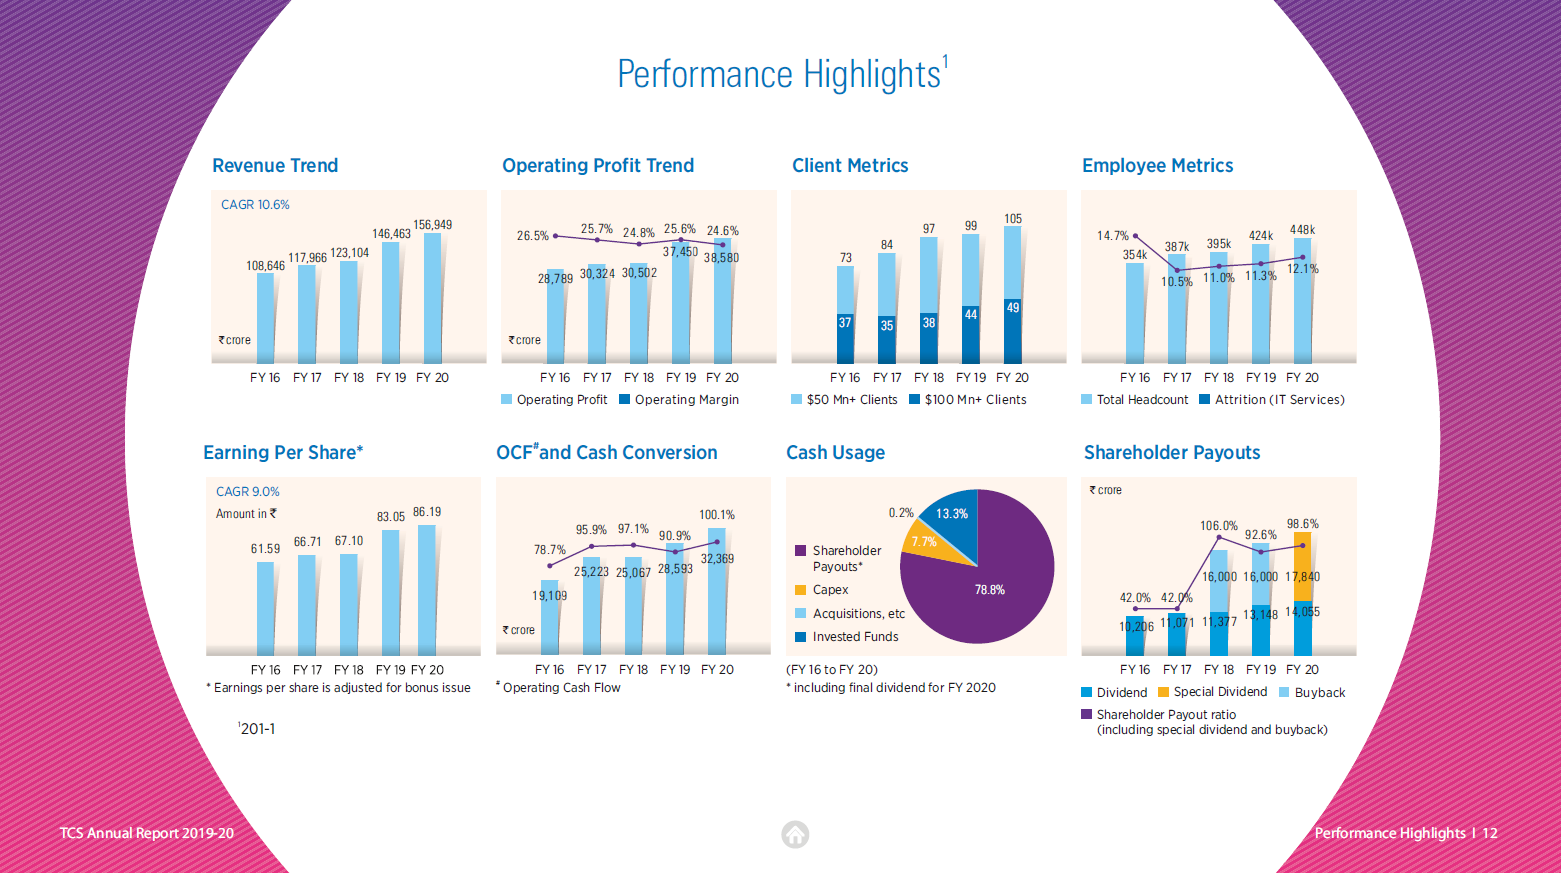 Performance Highlights1
Revenue Trend
CAGR 10.6%
108,646
117,966
123,104
146,463
156,949
₹ crore
FY 16 FY 17 FY 18 FY 19 FY 20
Operating Profit Trend
26.5%
25.7%
24.8%
25.6%
24.6%
28,789
30,324
30,502
37,450
38,580
₹ crore
FY 16 FY 17 FY 18 FY 19 FY 20
Operating Profit Operating Margin
Client Metrics
73
84
97
99
105
37
35
38
44
49
FY 16 FY 17 FY 18 FY 19 FY 20
$50 Mn+ Clients $100 Mn+ Clients
Employee Metrics
14.7%
354k
387k
395k
424k
448k
10.5%
11.0%
11.3%
12.1%
FY 16 FY 17 FY 18 FY 19 FY 20
Total Headcount Attrition (IT Services)
Earning Per Share*
CAGR 9.0%
Amount in ₹
61.59
66.71
67.10
83.05
86.19
FY 16 FY 17 FY 18 FY 19 FY 20
* Earnings per share is adjusted for bonus issue
1201-1
OCF# and Cash Conversion
78.7%
95.9%
97.1%
90.9%
100.1%
19,109
25,223
25,067
28,593
32,369
₹ crore
FY 16 FY 17 FY 18 FY 19 FY 20
# Operating Cash Flow
Cash Usage
0.2%
13.3%
7.7%
78.8%
Shareholder
Payouts*
Capex
Acquisitions, etc
Invested Funds
(FY 16 to FY 20)
* including final dividend for FY 2020
Shareholder Payouts
₹ crore
42.0%
42.0%
106.0%
92.6%
98.6%
16,000
16,000
17,840
10,206
11,071
11,377
13,148
14,055
FY 16 FY 17 FY 18 FY 19 FY 20
Dividend Special Dividend Buyback
Shareholder Payout ratio
(including special dividend and buyback)
TCS Annual Report 2019-20
Performance Highlights I 12